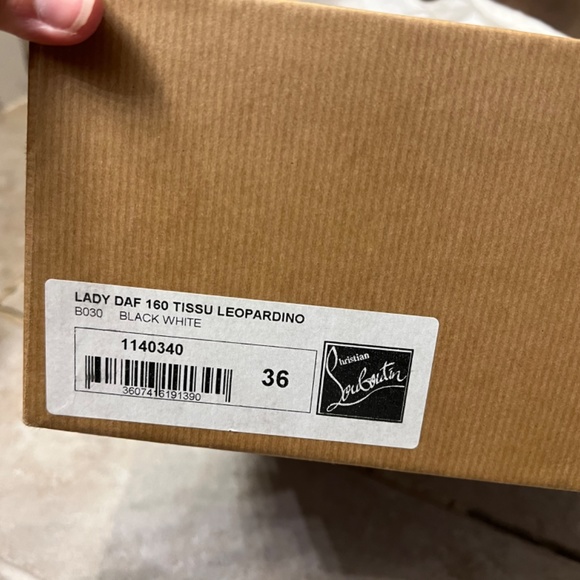 LADY DAF 160 TISSU LEOPARDINO
B030 BLACK WHITE
1140340
36
3607416191390
Christian
Louboutin